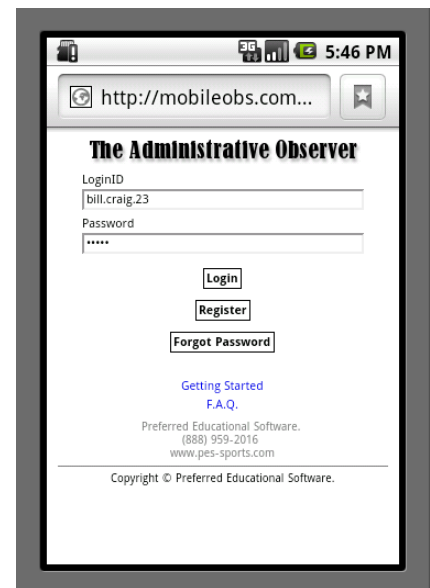 3G 5:46 PM
http://mobileobs.com...
The Administrative Observer
LoginID
bill.craig.23
Password
•••••
Login
Register
Forgot Password
Getting Started
F.A.Q.
Preferred Educational Software.
(888) 959-2016
www.pes-sports.com
Copyright © Preferred Educational Software.